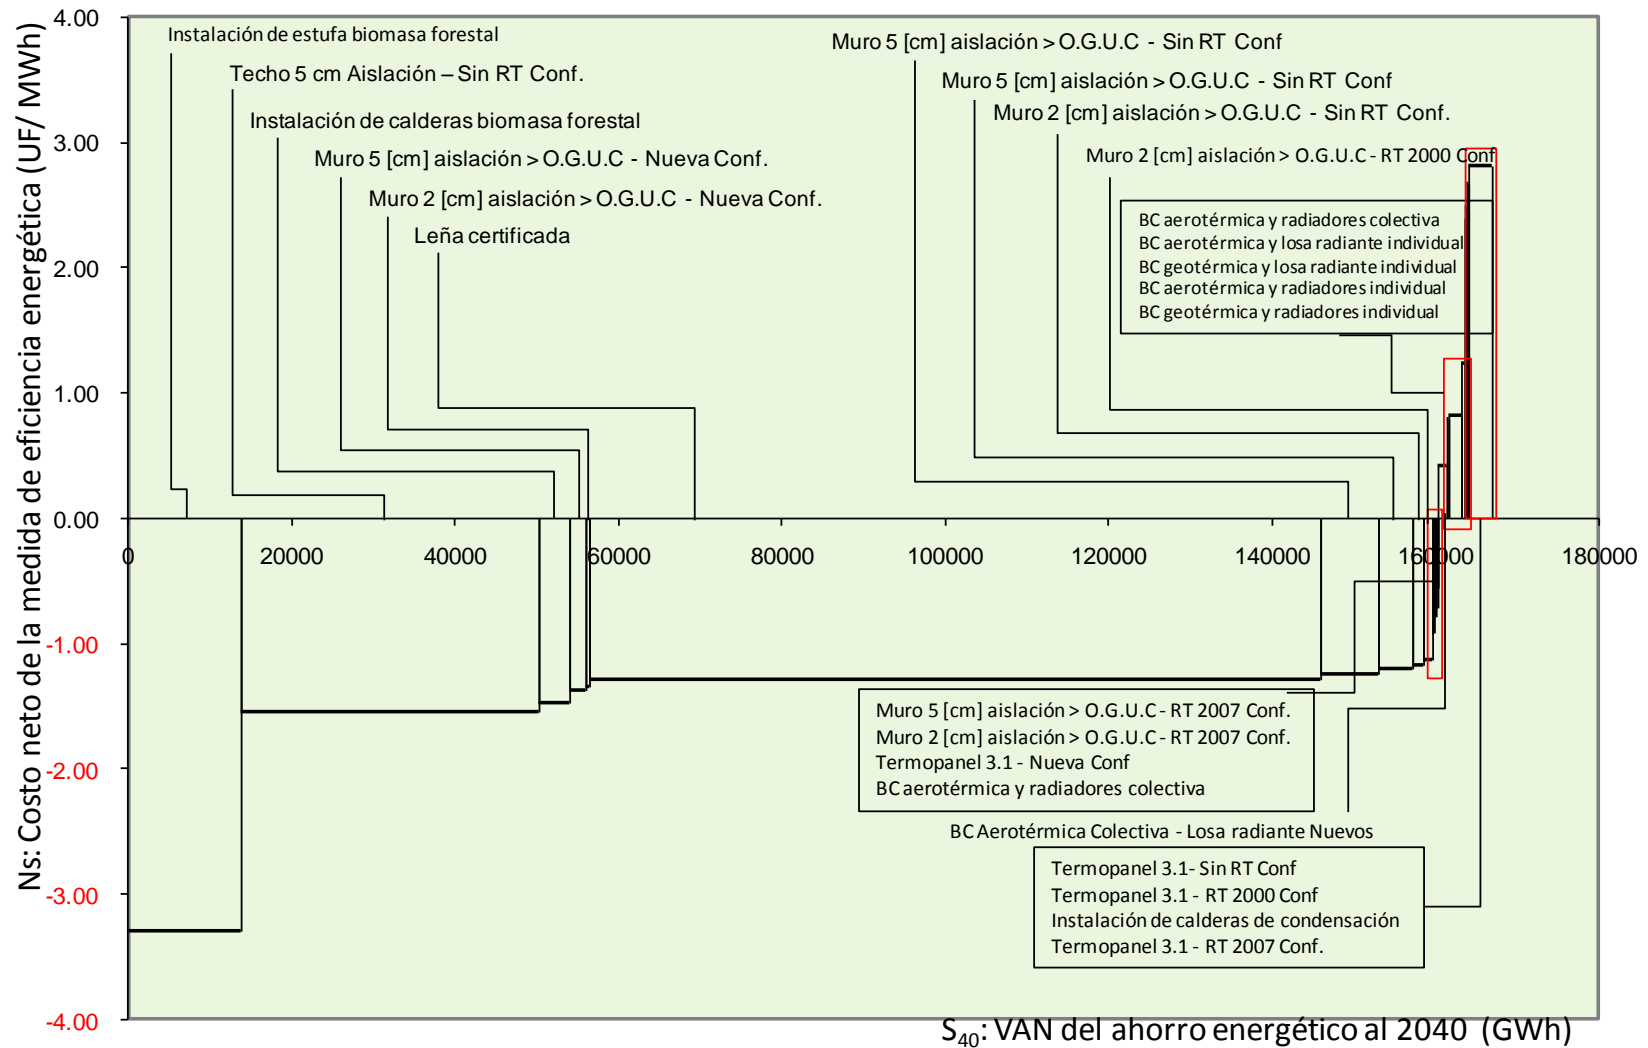 Ns: Costo neto de la medida de eficiencia energética (UF/ MWh)
4.00
3.00
2.00
1.00
0.00
-1.00
-2.00
-3.00
-4.00
Instalación de estufa biomasa forestal
Techo 5 cm Aislación – Sin RT Conf.
Instalación de calderas biomasa forestal
Muro 5 [cm] aislación > O.G.U.C - Nueva Conf.
Muro 2 [cm] aislación > O.G.U.C - Nueva Conf.
Leña certificada
Muro 5 [cm] aislación > O.G.U.C - Sin RT Conf
Muro 5 [cm] aislación > O.G.U.C - Sin RT Conf
Muro 2 [cm] aislación > O.G.U.C - Sin RT Conf.
Muro 2 [cm] aislación > O.G.U.C - RT 2000 Conf
BC aerotérmica y radiadores colectiva
BC aerotérmica y losa radiante individual
BC geotérmica y losa radiante individual
BC aerotérmica y radiadores individual
BC geotérmica y radiadores individual
0 20000 40000 60000 80000 100000 120000 140000 160000 180000
Muro 5 [cm] aislación > O.G.U.C - RT 2007 Conf.
Muro 2 [cm] aislación > O.G.U.C - RT 2007 Conf.
Termopanel 3.1 - Nueva Conf
BC aerotérmica y radiadores colectiva
BC Aerotérmica Colectiva - Losa radiante Nuevos
Termopanel 3.1- Sin RT Conf
Termopanel 3.1 - RT 2000 Conf
Instalación de calderas de condensación
Termopanel 3.1 - RT 2007 Conf.
S40: VAN del ahorro energético al 2040 (GWh)